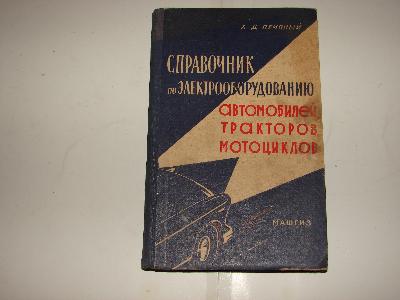 СПРАВОЧНИК
ПО ЭЛЕКТРООБОРУДОВАНИЮ
АВТОМОБИЛЕЙ
ТРАКТОРОВ
МОТОЦИКЛОВ
МАШГИЗ